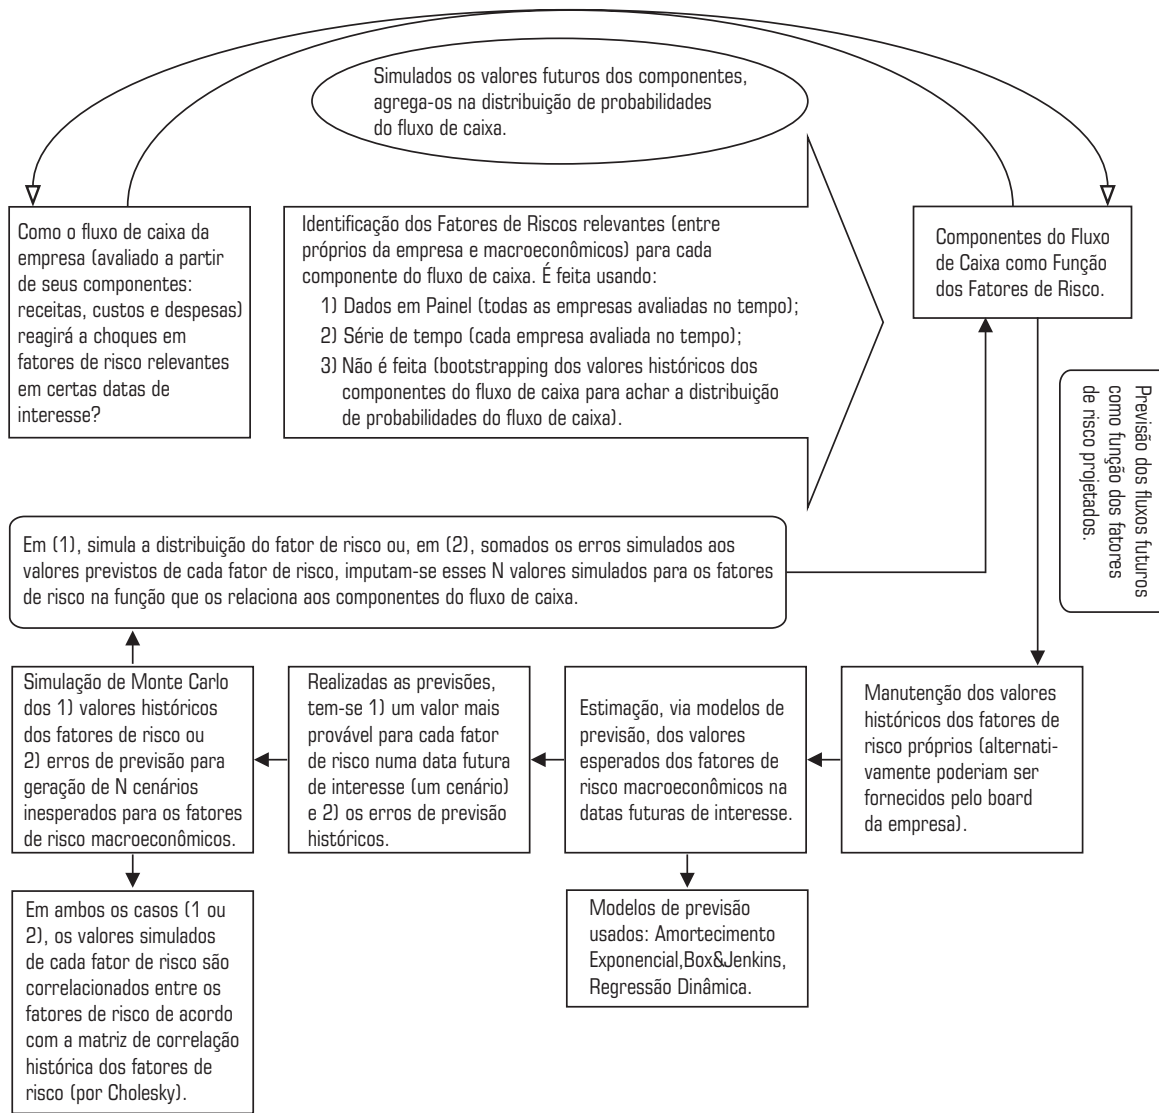 Simulados os valores futuros dos componentes,
agrega-os na distribuição de probabilidades
do fluxo de caixa.
Como o fluxo de caixa da
empresa (avaliado a partir
de seus componentes:
receitas, custos e despesas)
reagirá a choques em
fatores de risco relevantes
em certas datas de
interesse?
Identificação dos Fatores de Riscos relevantes (entre
próprios da empresa e macroeconômicos) para cada
componente do fluxo de caixa. É feita usando:
1) Dados em Painel (todas as empresas avaliadas no tempo);
2) Série de tempo (cada empresa avaliada no tempo);
3) Não é feita (bootstrapping dos valores históricos dos
componentes do fluxo de caixa para achar a distribuição
de probabilidades do fluxo de caixa).
Componentes do Fluxo
de Caixa como Função
dos Fatores de Risco.
Previsão dos fluxos futuros
como função dos fatores
de risco projetados.
Em (1), simula a distribuição do fator de risco ou, em (2), somados os erros simulados aos
valores previstos de cada fator de risco, imputam-se esses N valores simulados para os fatores
de risco na função que os relaciona aos componentes do fluxo de caixa.
Simulação de Monte Carlo
dos 1) valores históricos
dos fatores de risco ou
2) erros de previsão para
geração de N cenários
inesperados para os fatores
de risco macroeconômicos.
Realizadas as previsões,
tem-se 1) um valor mais
provável para cada fator
de risco numa data futura
de interesse (um cenário)
e 2) os erros de previsão
históricos.
Estimação, via modelos de
previsão, dos valores
esperados dos fatores de
risco macroeconômicos na
datas futuras de interesse.
Manutenção dos valores
históricos dos fatores de
risco próprios (alternati-
vamente poderiam ser
fornecidos pelo board
da empresa).
Em ambos os casos (1 ou
2), os valores simulados
de cada fator de risco são
correlacionados entre os
fatores de risco de acordo
com a matriz de correlação
histórica dos fatores de
risco (por Cholesky).
Modelos de previsão
usados: Amortecimento
Exponencial,Box&Jenkins,
Regressão Dinâmica.